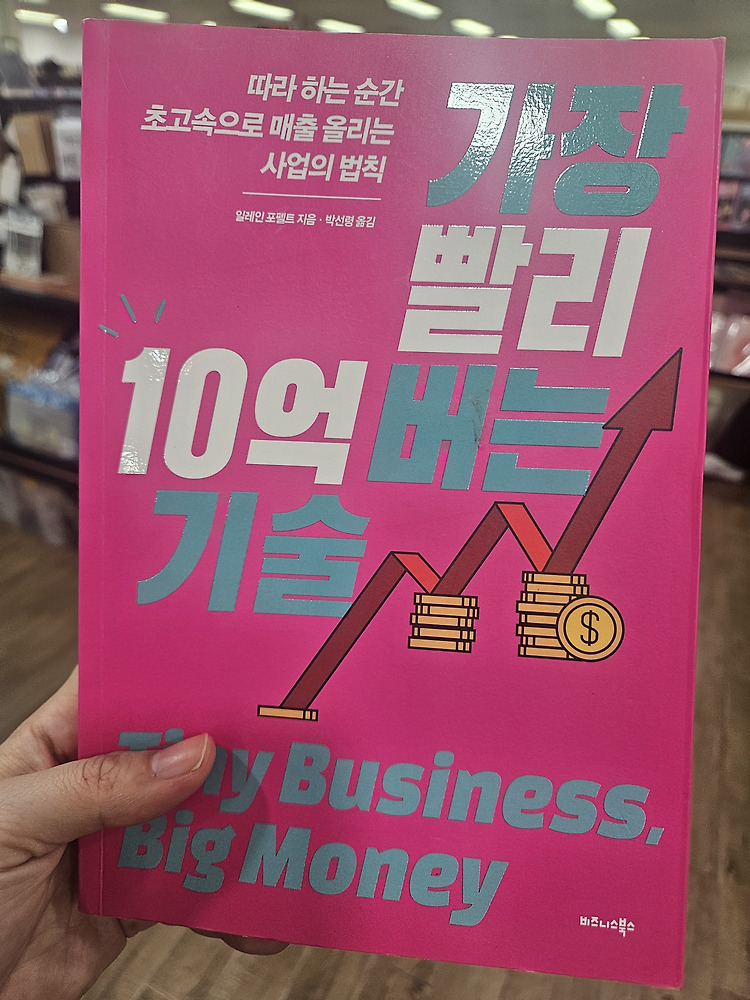 따라 하는 순간
초고속으로 매출 올리는
사업의 법칙
일레인 포펠트 지음 · 박선령 옮김
가장
빨리
10억 버는
기술
$
Tiny Business,
Big Money
비즈니스북스